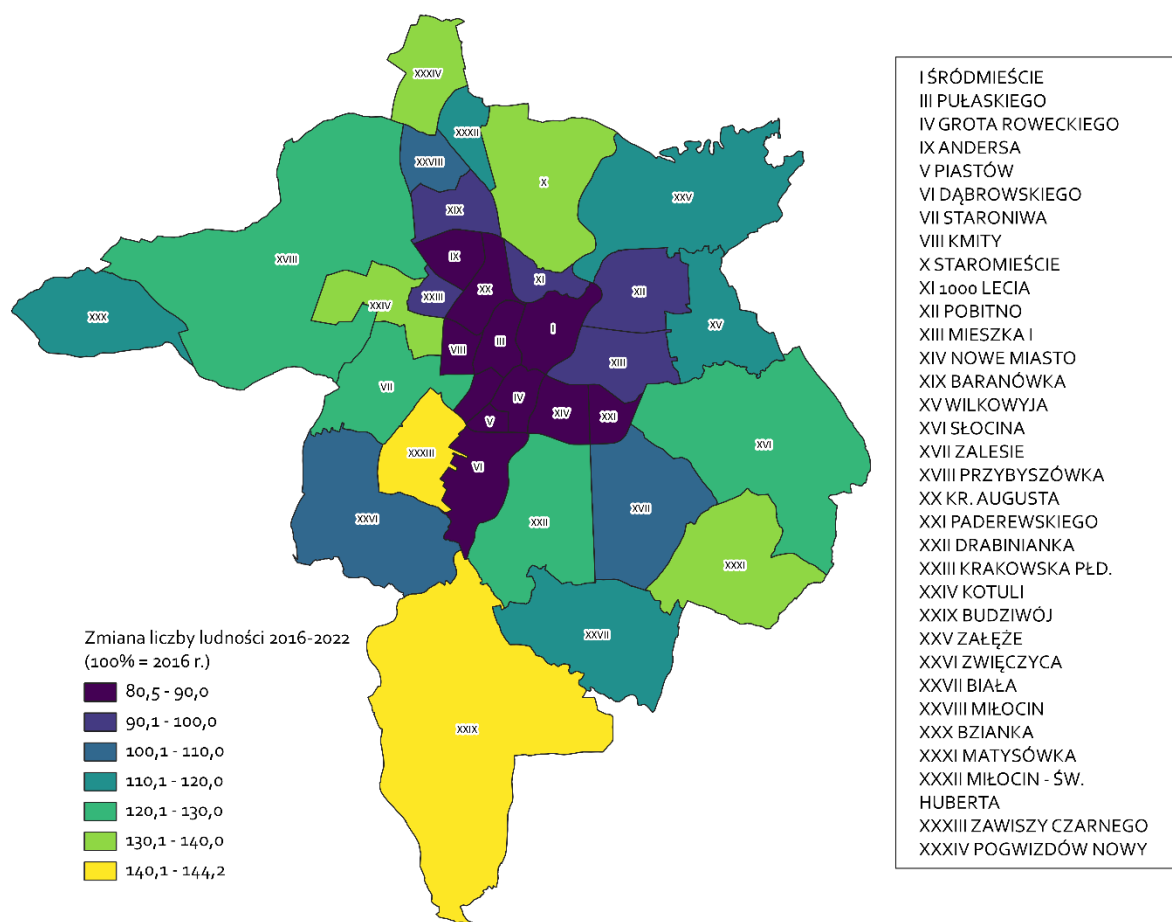 XXXIV
XXXII
XXVIII
X
XXV
XIX
IX
XVIII
XX
XI
XII
XXIII
XXIV
XXX
I
XV
III
VIII
XIII
VII
IV
XIV
XXI
V
XVI
XXXIII
VI
XVII
XXVI
XXII
XXXI
XXVII
XXIX
Zmiana liczby ludności 2016-2022
(100% = 2016 r.)
80,5 - 90,0
90,1 - 100,0
100,1 - 110,0
110,1 - 120,0
120,1 - 130,0
130,1 - 140,0
140,1 - 144,2
I ŚRÓDMIEŚCIE
III PUŁASKIEGO
IV GROTA ROWECKIEGO
IX ANDERSA
V PIASTÓW
VI DĄBROWSKIEGO
VII STARONIWA
VIII KMITY
X STAROMIEŚCIE
XI 1000 LECIA
XII POBITNO
XIII MIESZKA I
XIV NOWE MIASTO
XIX BARANÓWKA
XV WILKOWYJA
XVI SŁOCINA
XVII ZALESIE
XVIII PRZYBYSZÓWKA
XX KR. AUGUSTA
XXI PADEREWSKIEGO
XXII DRABINIANKA
XXIII KRAKOWSKA PŁD.
XXIV KOTULI
XXIX BUDZIWÓJ
XXV ZAŁĘŻE
XXVI ZWIĘCZYCA
XXVII BIAŁA
XXVIII MIŁOCIN
XXX BZIANKA
XXXI MATYSÓWKA
XXXII MIŁOCIN - ŚW.
HUBERTA
XXXIII ZAWISZY CZARNEGO
XXXIV POGWIZDÓW NOWY